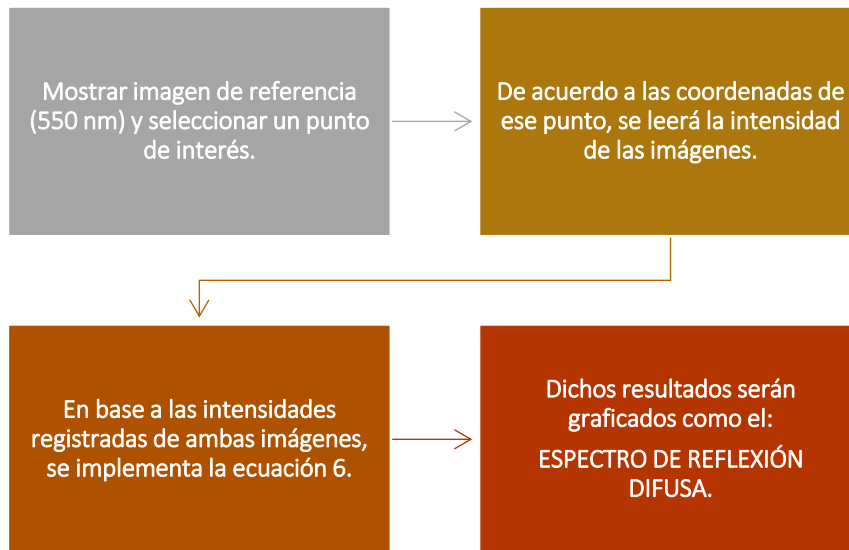 Mostrar imagen de referencia
(550 nm) y seleccionar un punto
de interés.
De acuerdo a las coordenadas de
ese punto, se leerá la intensidad
de las imágenes.
En base a las intensidades
registradas de ambas imágenes,
se implementa la ecuación 6.
Dichos resultados serán
graficados como el:
ESPECTRO DE REFLEXIÓN
DIFUSA.